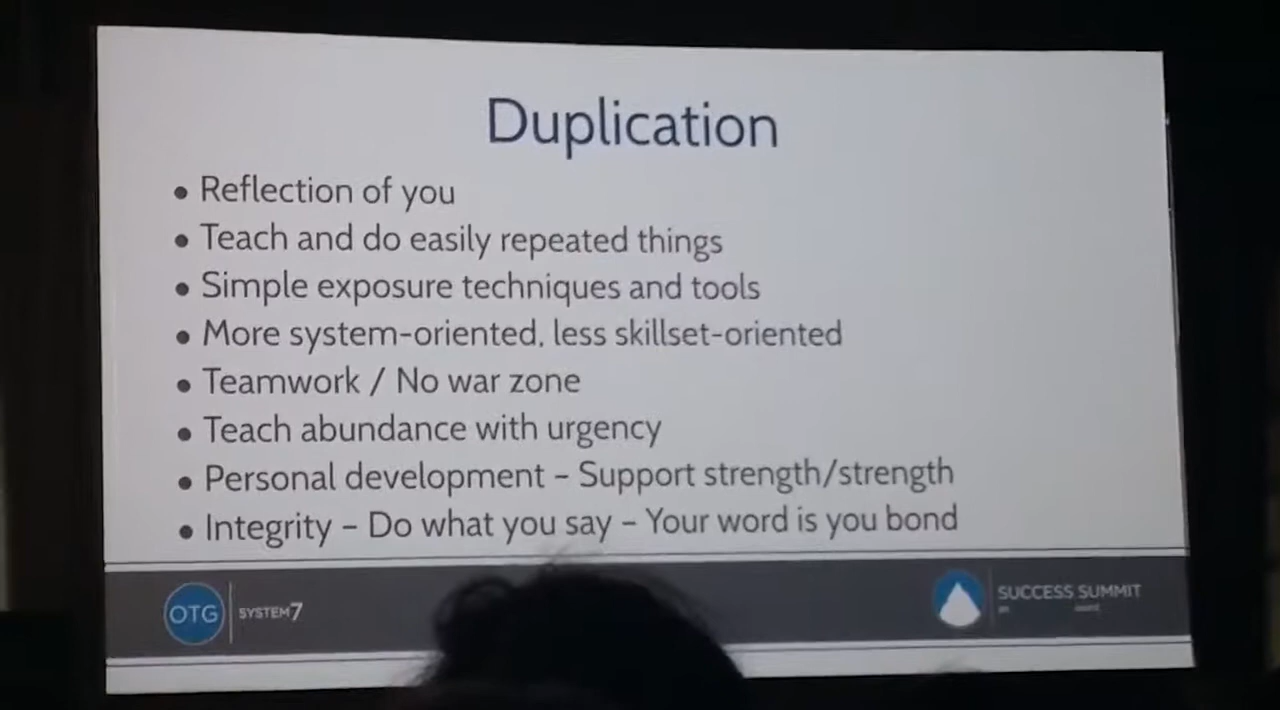 Duplication
• Reflection of you
• Teach and do easily repeated things
• Simple exposure techniques and tools
• More system-oriented, less skillset-oriented
• Teamwork / No war zone
• Teach abundance with urgency
• Personal development – Support strength/strength
• Integrity – Do what you say – Your word is you bond
OTG SYSTEM7
SUCCESS SUMMIT